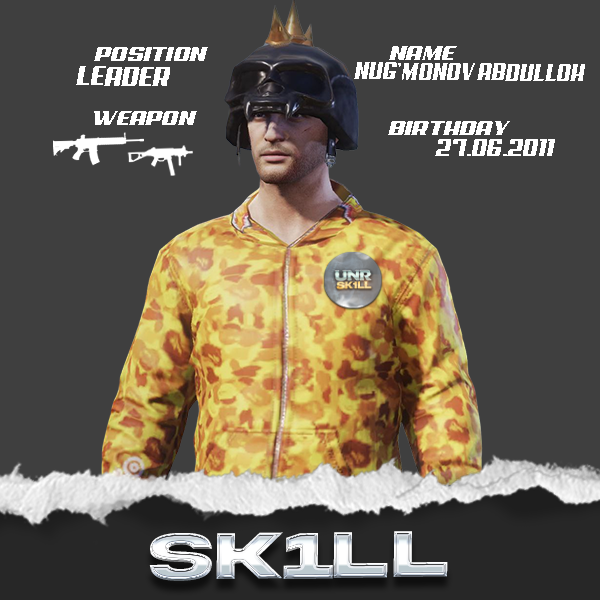 POSITION
LEADER
WEAPON
NAME
NUG'MONOV ABDULLOH
BIRTHDAY
27.06.2011
UNR
SK1LL
SK1LL